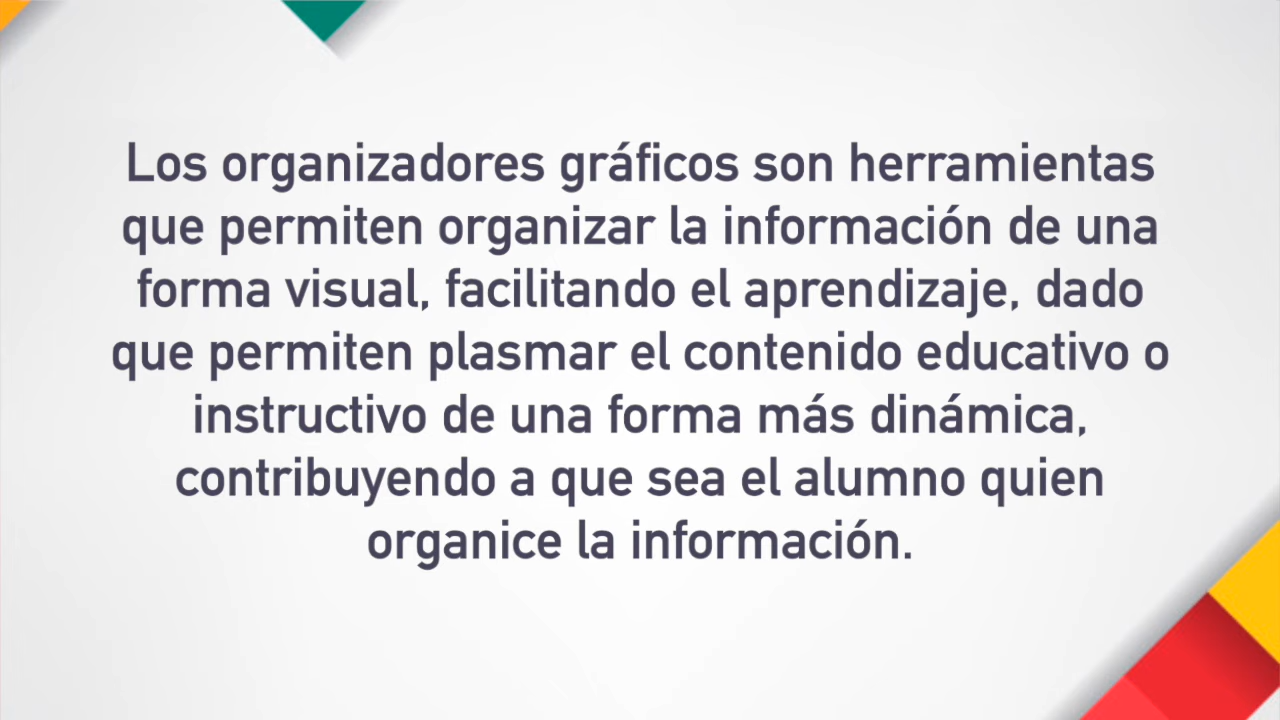 Los organizadores gráficos son herramientas
que permiten organizar la información de una
forma visual, facilitando el aprendizaje, dado
que permiten plasmar el contenido educativo o
instructivo de una forma más dinámica,
contribuyendo a que sea el alumno quien
organice la información.